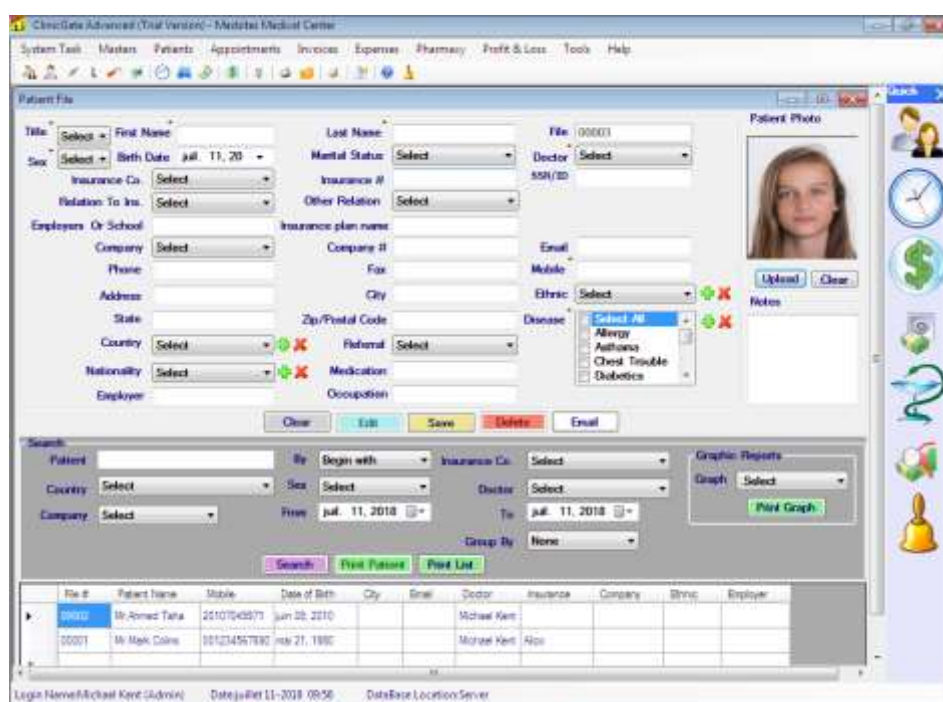 ClinicGate Advanced (Trial Version) - Medstes Medical Center
System Task Masters Patients Appointments Invoices Expenses Pharmacy Profit & Loss Tools Help
Patient File
Quick
Title Select First Name Last Name File 00003 Patient Photo
Sex Select Birth Date juil. 11, 20 Marital Status Select Doctor Select
Insurance Co. Select Insurance # SSN/ID
Relation To Ins. Select Other Relation Select
Employers Or School Insurance plan name
Company Select Company # Email
Phone Fax Mobile Upload Clear
Address City Ethnic Select Notes
State Zip/Postal Code Disease Select All
Allergy
Country Select Referral Select Asthama
Chest Trouble
Nationality Select Medication Diabetics
Employer Occupation
Clear Edit Save Delete Email
Search
Patient By Begin with Insurance Co. Select Graphic Reports
Country Select Sex Select Doctor Select Graph Select
Company Select From juil. 11, 2018 To juil. 11, 2018 Print Graph
Group By None
Search Print Patient Print List
File # Patient Name Mobile Date of Birth City Email Doctor Insurance Company Ethnic Employer
00002 Mr.Ahmed Taha juin 28, 2010 Michael Kent
00001 Mr.Mark Colins 001234567890 mai 21, 1980 Michael Kent Alico
Login Name:Michael Kent (Admin) Date:juillet 11-2018 09:58 DataBase Location:Server